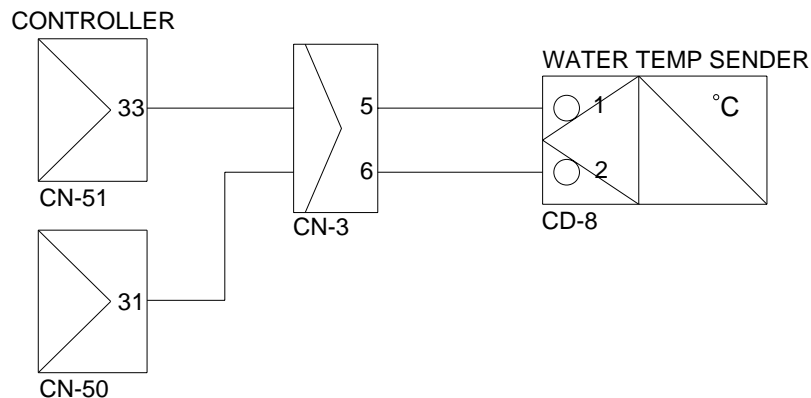 CONTROLLER
33
CN-51
31
CN-50
5
6
CN-3
WATER TEMP SENDER
1
°C
2
CD-8